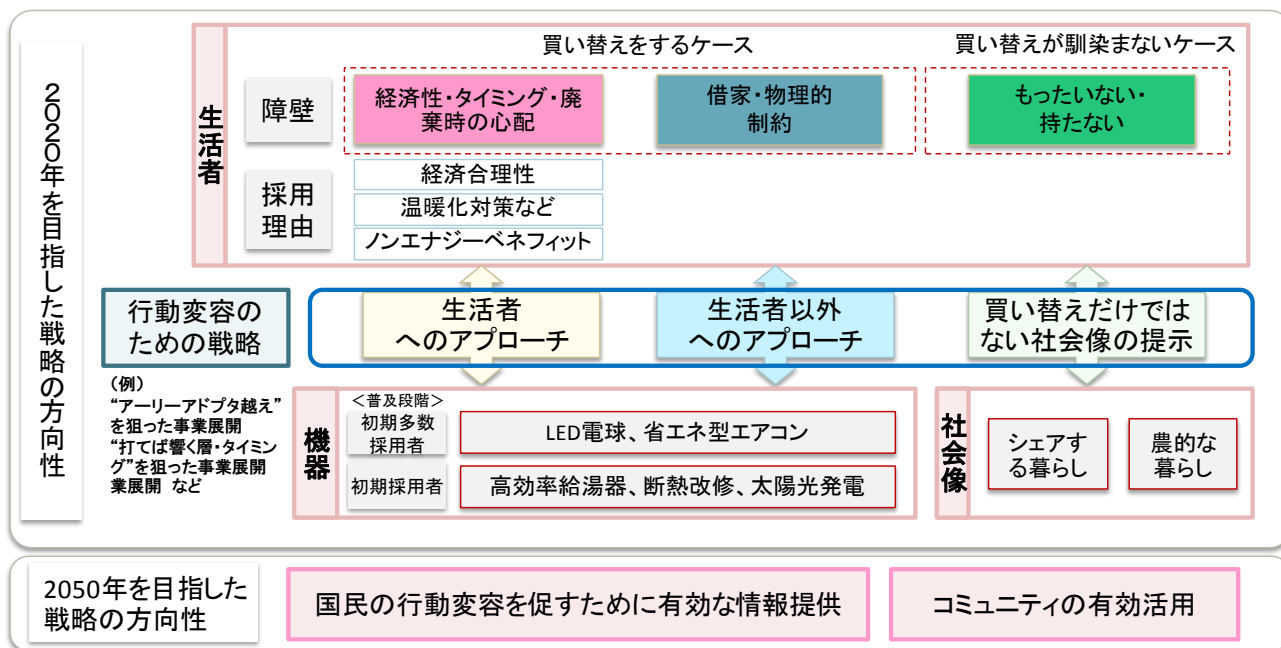 2020年を目指した戦略の方向性
生活者
買い替えをするケース
買い替えが馴染まないケース
障壁
経済性・タイミング・廃
棄時の心配
借家・物理的
制約
もったいない・
持たない
採用
理由
経済合理性
温暖化対策など
ノンエナジーベネフィット
行動変容の
ための戦略
生活者
へのアプローチ
生活者以外
へのアプローチ
買い替えだけでは
ない社会像の提示
(例)
“アーリーアドプタ越え”
を狙った事業展開
“打てば響く層・タイミン
グ”を狙った事業展開
業展開 など
機器
＜普及段階＞
初期多数
採用者
LED電球、省エネ型エアコン
初期採用者
高効率給湯器、断熱改修、太陽光発電
社会像
シェアす
る暮らし
農的な
暮らし
2050年を目指した
戦略の方向性
国民の行動変容を促すために有効な情報提供
コミュニティの有効活用